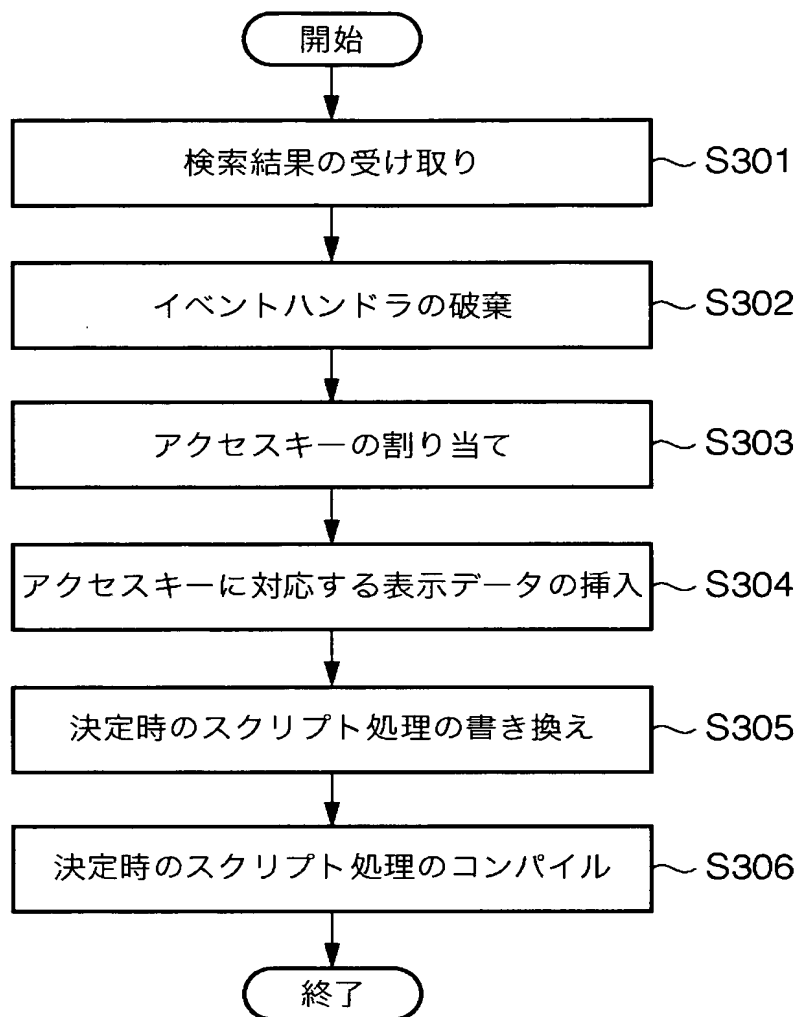 開始
検索結果の受け取り
S301
イベントハンドラの破棄
S302
アクセスキーの割り当て
S303
アクセスキーに対応する表示データの挿入
S304
決定時のスクリプト処理の書き換え
S305
決定時のスクリプト処理のコンパイル
S306
終了